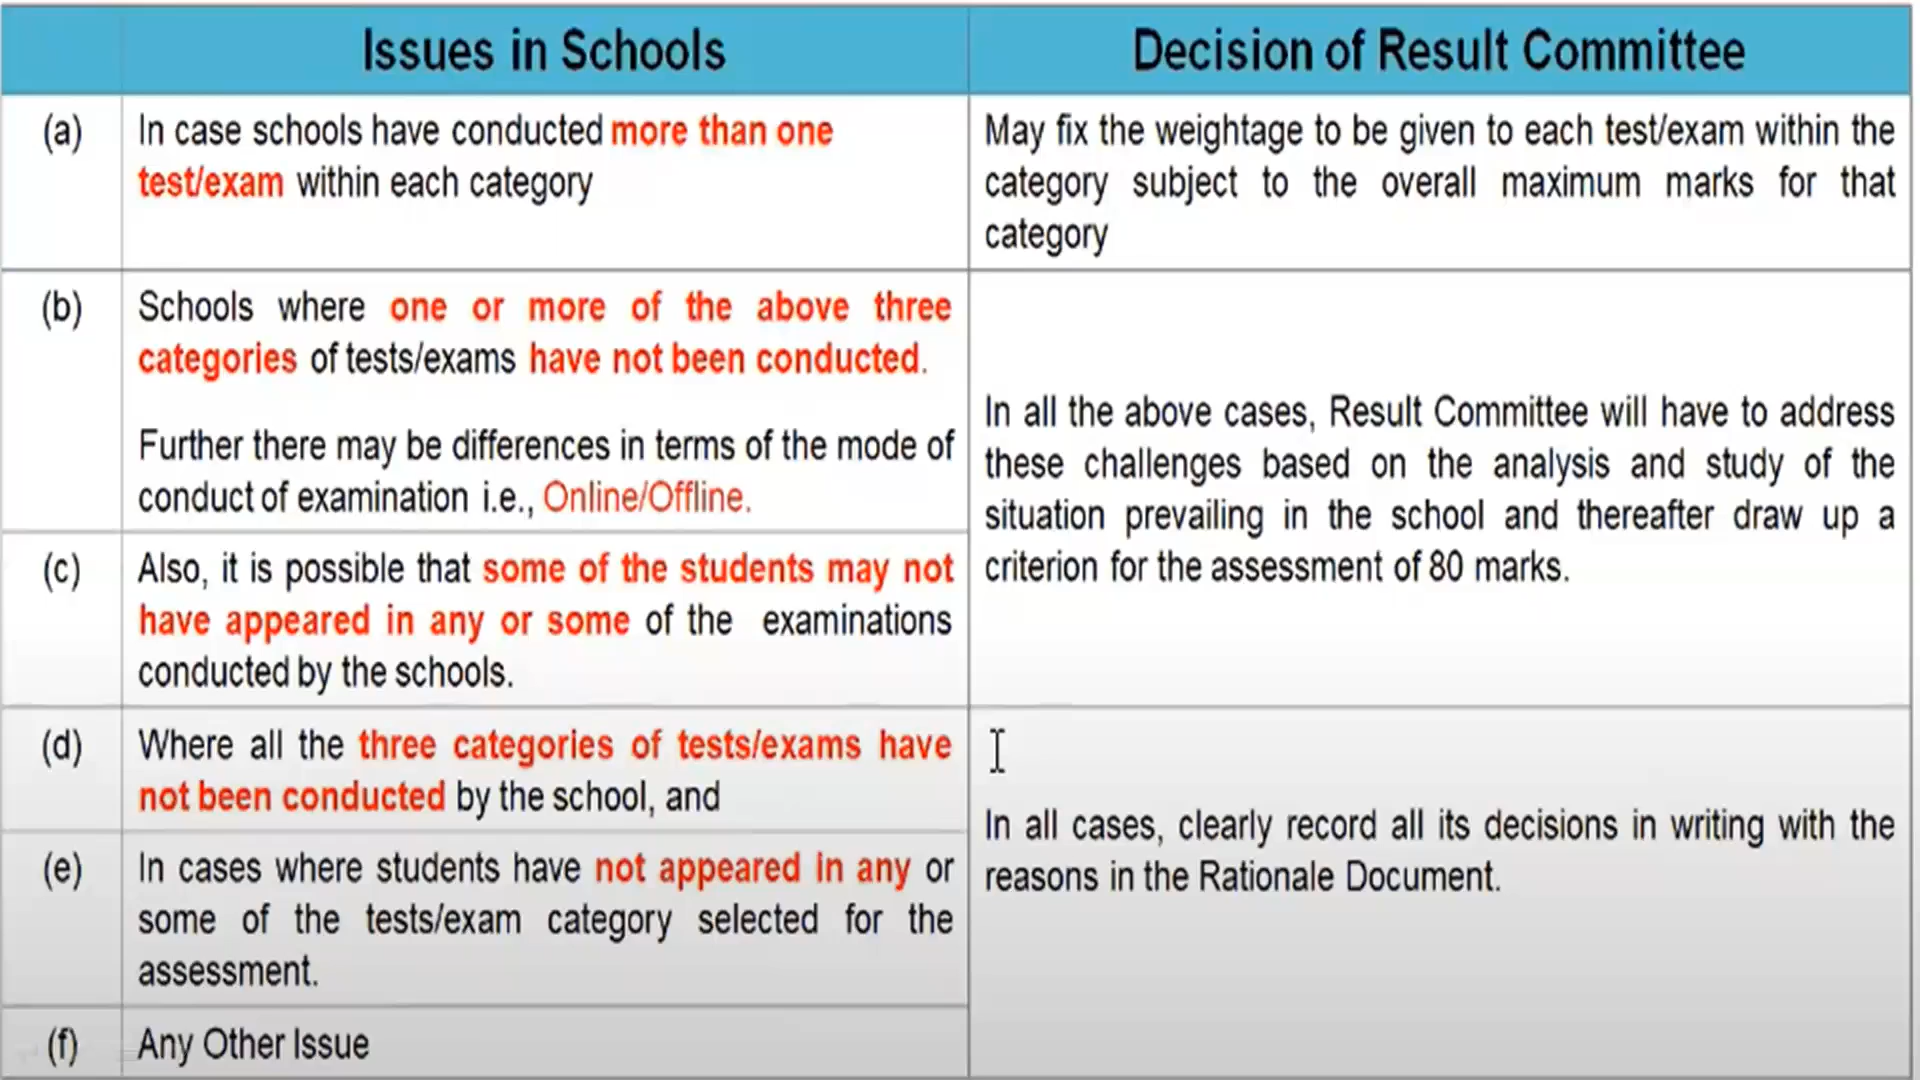 Issues in Schools
Decision of Result Committee
(a)
In case schools have conducted more than one
test/exam within each category
May fix the weightage to be given to each test/exam within the
category subject to the overall maximum marks for that
category
(b)
Schools where one or more of the above three
categories of tests/exams have not been conducted.
Further there may be differences in terms of the mode of
conduct of examination i.e., Online/Offline.
In all the above cases, Result Committee will have to address
these challenges based on the analysis and study of the
situation prevailing in the school and thereafter draw up a
criterion for the assessment of 80 marks.
(c)
Also, it is possible that some of the students may not
have appeared in any or some of the examinations
conducted by the schools.
(d)
Where all the three categories of tests/exams have
not been conducted by the school, and
In all cases, clearly record all its decisions in writing with the
reasons in the Rationale Document.
(e)
In cases where students have not appeared in any or
some of the tests/exam category selected for the
assessment.
(f)
Any Other Issue